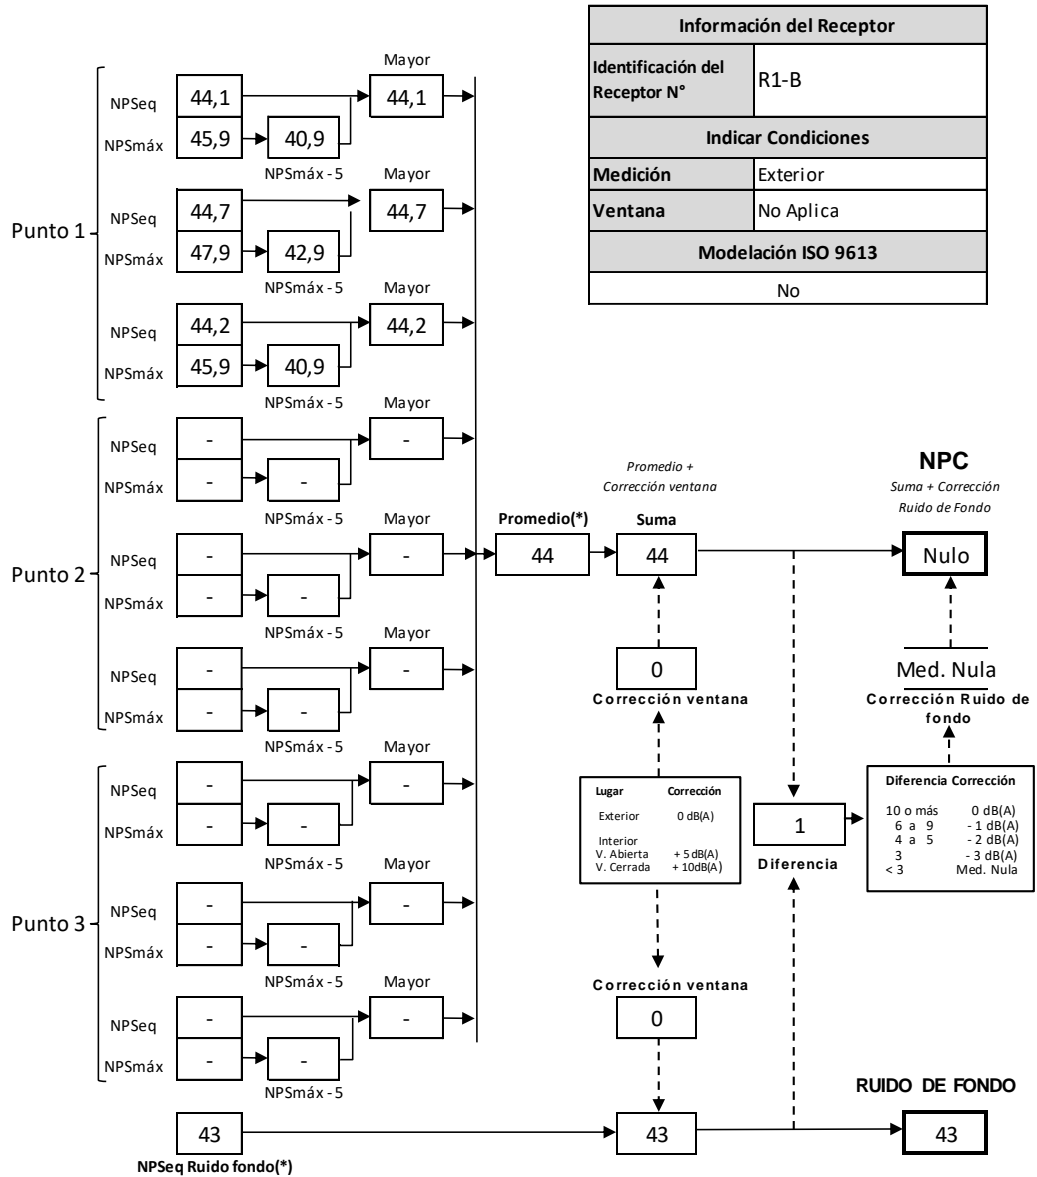 Información del Receptor
Identificación del
Receptor N°
R1-B
Indicar Condiciones
Medición
Exterior
Ventana
No Aplica
Modelación ISO 9613
No
Punto 1
Mayor
NPSeq
44,1
44,1
NPSmáx
45,9
40,9
NPSmáx - 5
Mayor
NPSeq
44,7
44,7
NPSmáx
47,9
42,9
NPSmáx - 5
Mayor
NPSeq
44,2
44,2
NPSmáx
45,9
40,9
NPSmáx - 5
Punto 2
Mayor
NPSeq
-
-
NPSmáx
-
-
NPSmáx - 5
Mayor
NPSeq
-
-
NPSmáx
-
-
NPSmáx - 5
Mayor
NPSeq
-
-
NPSmáx
-
-
NPSmáx - 5
Punto 3
Mayor
NPSeq
-
-
NPSmáx
-
-
NPSmáx - 5
Mayor
NPSeq
-
-
NPSmáx
-
-
NPSmáx - 5
Mayor
NPSeq
-
-
NPSmáx
-
-
NPSmáx - 5
43
NPSeq Ruido fondo(*)
Promedio(*)
44
Promedio +
Corrección ventana
Suma
44
0
Corrección ventana
Lugar Corrección
Exterior 0 dB(A)
Interior
V. Abierta + 5 dB(A)
V. Cerrada + 10dB(A)
Corrección ventana
0
43
1
Diferencia
NPC
Suma + Corrección
Ruido de Fondo
Nulo
Med. Nula
Corrección Ruido de
fondo
Diferencia Corrección
10 o más 0 dB(A)
6 a 9 - 1 dB(A)
4 a 5 - 2 dB(A)
3 - 3 dB(A)
< 3 Med. Nula
RUIDO DE FONDO
43